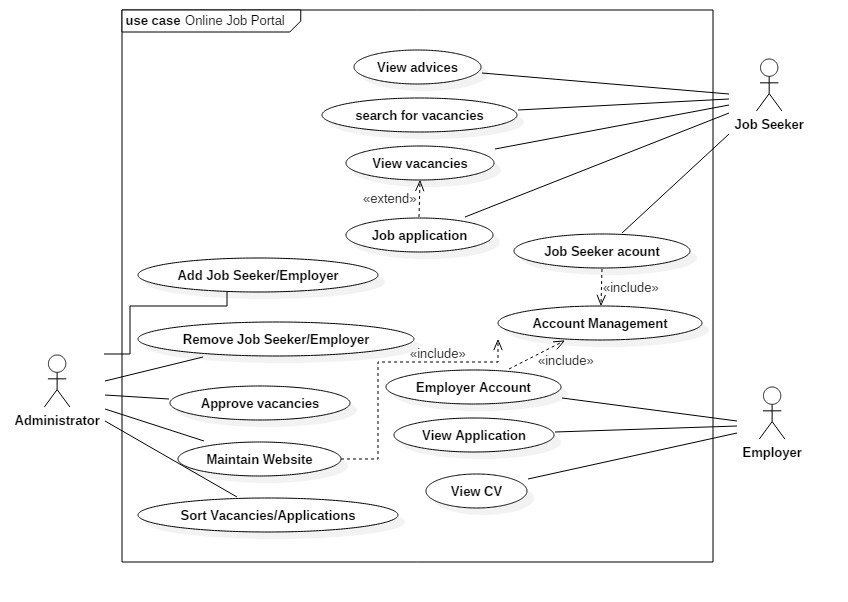 use case Online Job Portal
View advices
search for vacancies
Job Seeker
View vacancies
«extend»
Job application
Job Seeker acount
Add Job Seeker/Employer
«include»
Account Management
Remove Job Seeker/Employer
«include»
«include»
Employer Account
Approve vacancies
Administrator
View Application
Employer
Maintain Website
View CV
Sort Vacancies/Applications